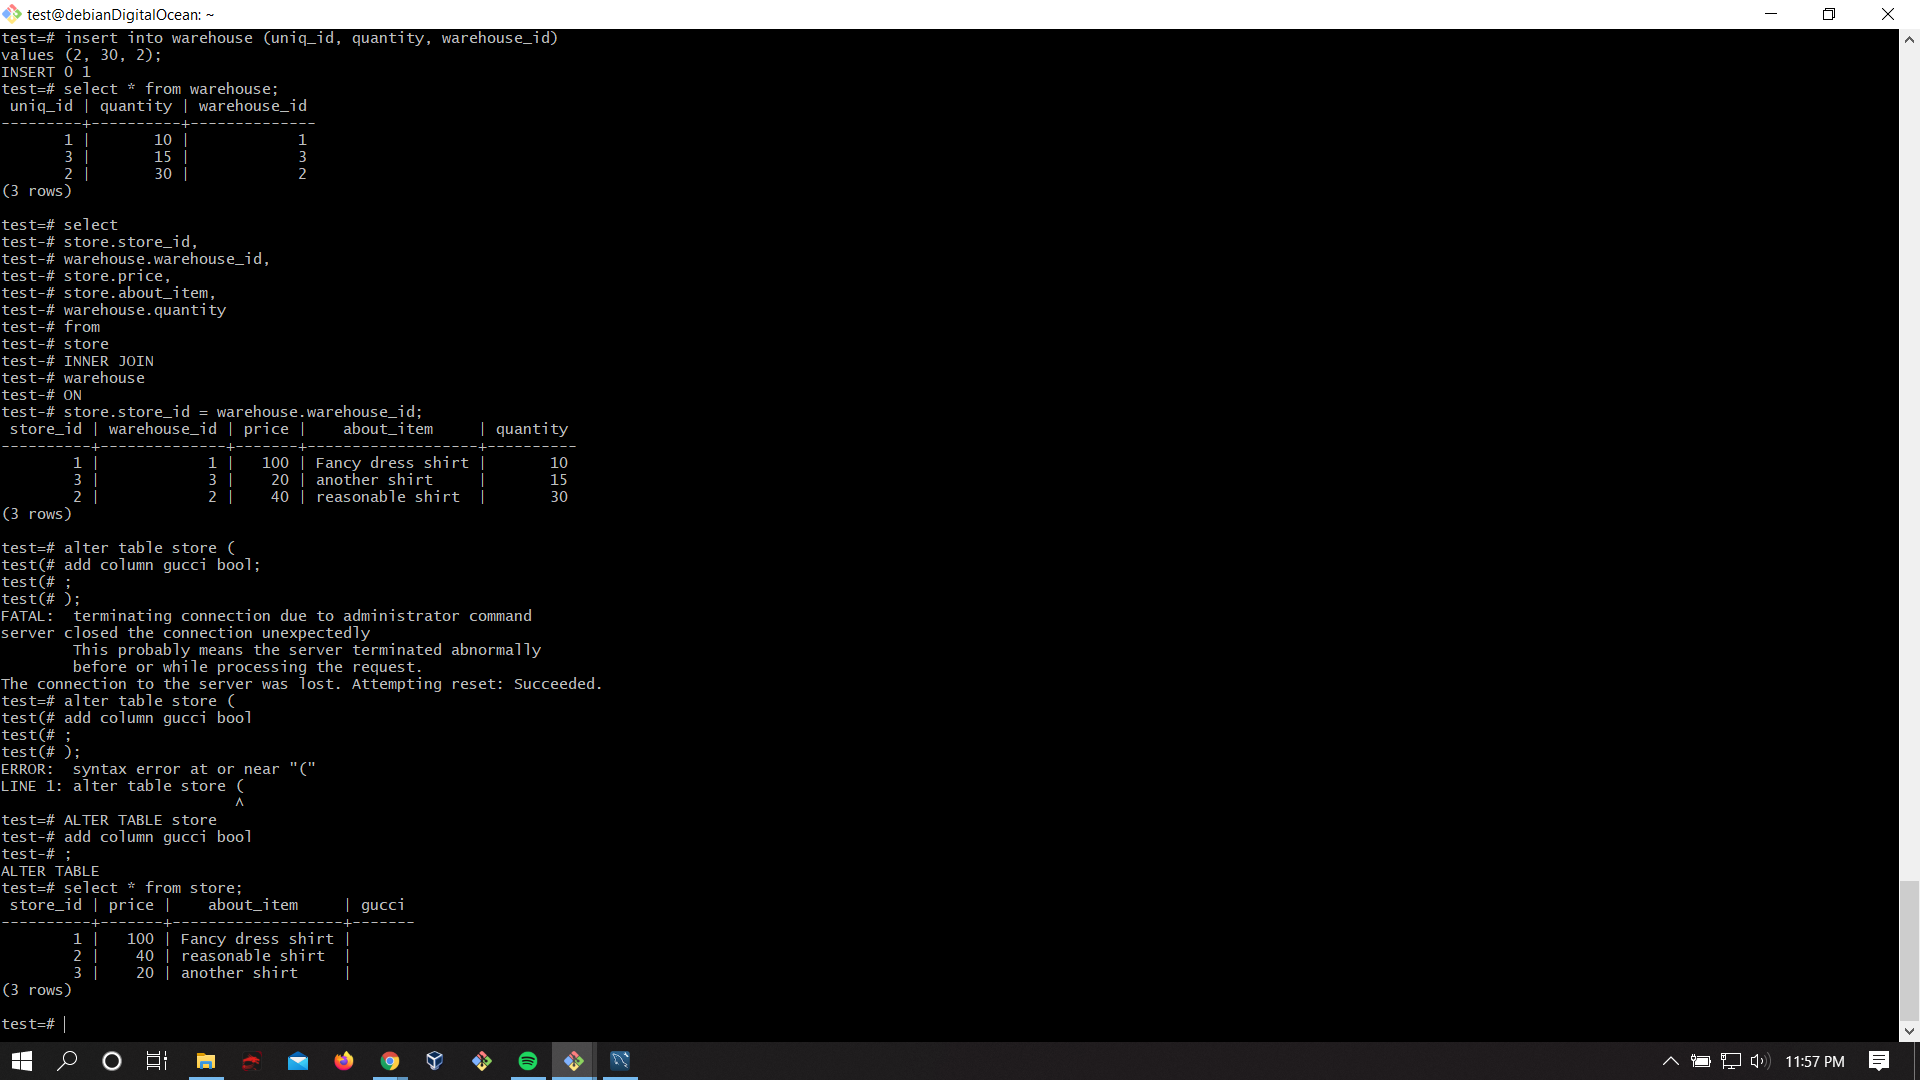 test@debianDigitalOcean: ~
test=# insert into warehouse (uniq_id, quantity, warehouse_id)
values (2, 30, 2);
INSERT 0 1
test=# select * from warehouse;
 uniq_id | quantity | warehouse_id
---------+----------+--------------
       1 |       10 |            1
       3 |       15 |            3
       2 |       30 |            2
(3 rows)

test=# select
test-# store.store_id,
test-# warehouse.warehouse_id,
test-# store.price,
test-# store.about_item,
test-# warehouse.quantity
test-# from
test-# store
test-# INNER JOIN
test-# warehouse
test-# ON
test-# store.store_id = warehouse.warehouse_id;
 store_id | warehouse_id | price |    about_item     | quantity
----------+--------------+-------+-------------------+----------
        1 |            1 |   100 | Fancy dress shirt |       10
        3 |            3 |    20 | another shirt     |       15
        2 |            2 |    40 | reasonable shirt  |       30
(3 rows)

test=# alter table store (
test(# add column gucci bool;
test(# ;
test(# );
FATAL:  terminating connection due to administrator command
server closed the connection unexpectedly
        This probably means the server terminated abnormally
        before or while processing the request.
The connection to the server was lost. Attempting reset: Succeeded.
test=# alter table store (
test(# add column gucci bool
test(# ;
test(# );
ERROR:  syntax error at or near "("
LINE 1: alter table store (
                          ^
test=# ALTER TABLE store
test-# add column gucci bool
test-# ;
ALTER TABLE
test=# select * from store;
 store_id | price |    about_item     | gucci
----------+-------+-------------------+-------
        1 |   100 | Fancy dress shirt |
        2 |    40 | reasonable shirt  |
        3 |    20 | another shirt     |
(3 rows)

test=#
11:57 PM